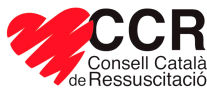 CCR
Consell Català
de Ressuscitació